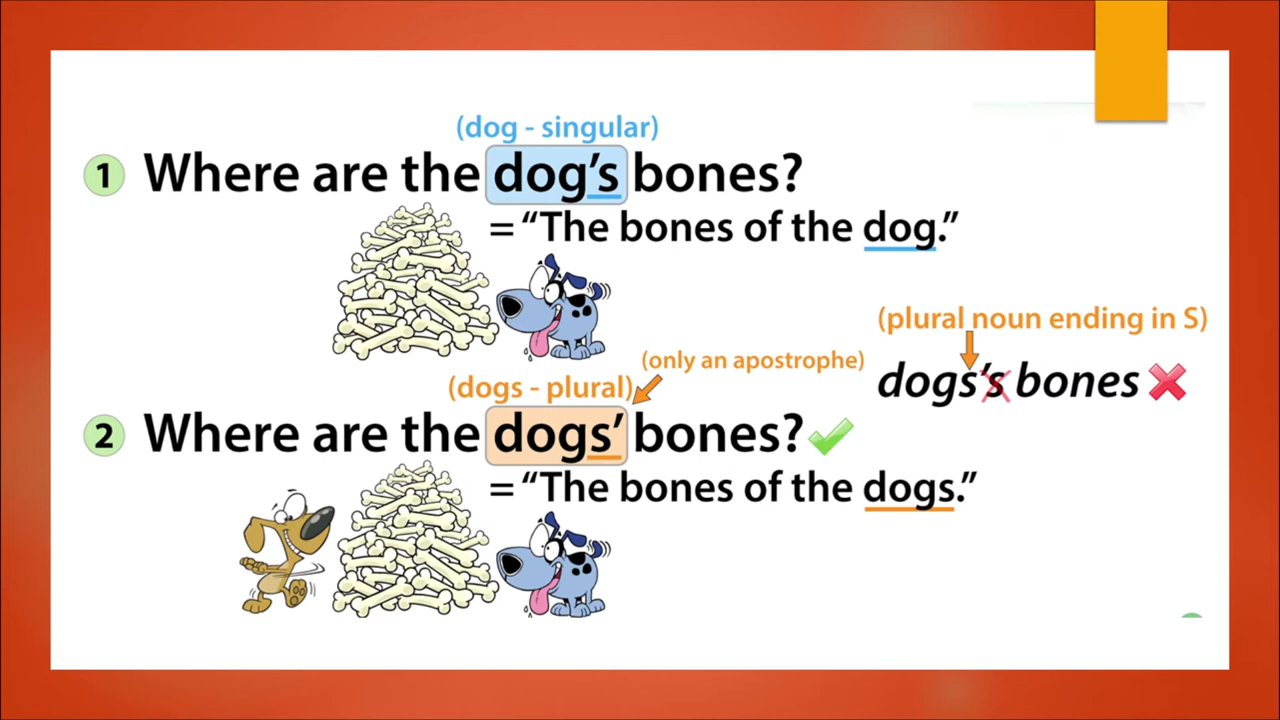 (dog - singular)
1 Where are the dog's bones?
= “The bones of the dog.”
(plural noun ending in S)
(only an apostrophe)
dogs's bones
(dogs - plural)
2 Where are the dogs' bones?
= “The bones of the dogs.”